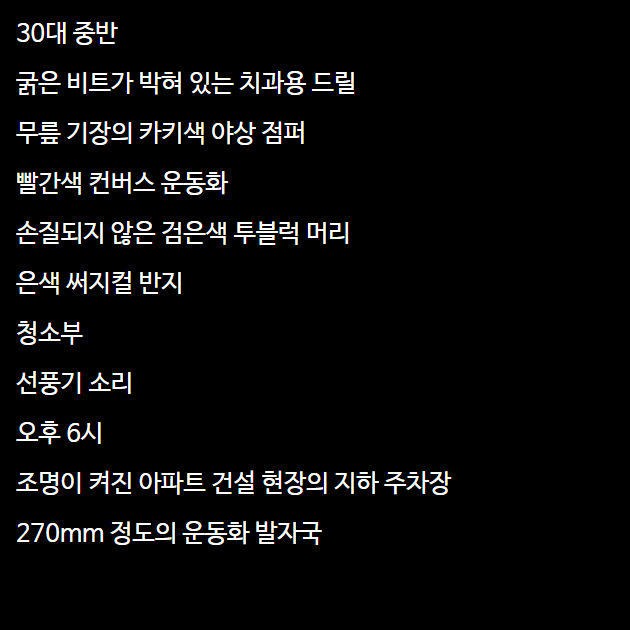 30대 중반
굵은 비트가 박혀 있는 치과용 드릴
무릎 기장의 카키색 야상 점퍼
빨간색 컨버스 운동화
손질되지 않은 검은색 투블럭 머리
은색 써지컬 반지
청소부
선풍기 소리
오후 6시
조명이 켜진 아파트 건설 현장의 지하 주차장
270mm 정도의 운동화 발자국